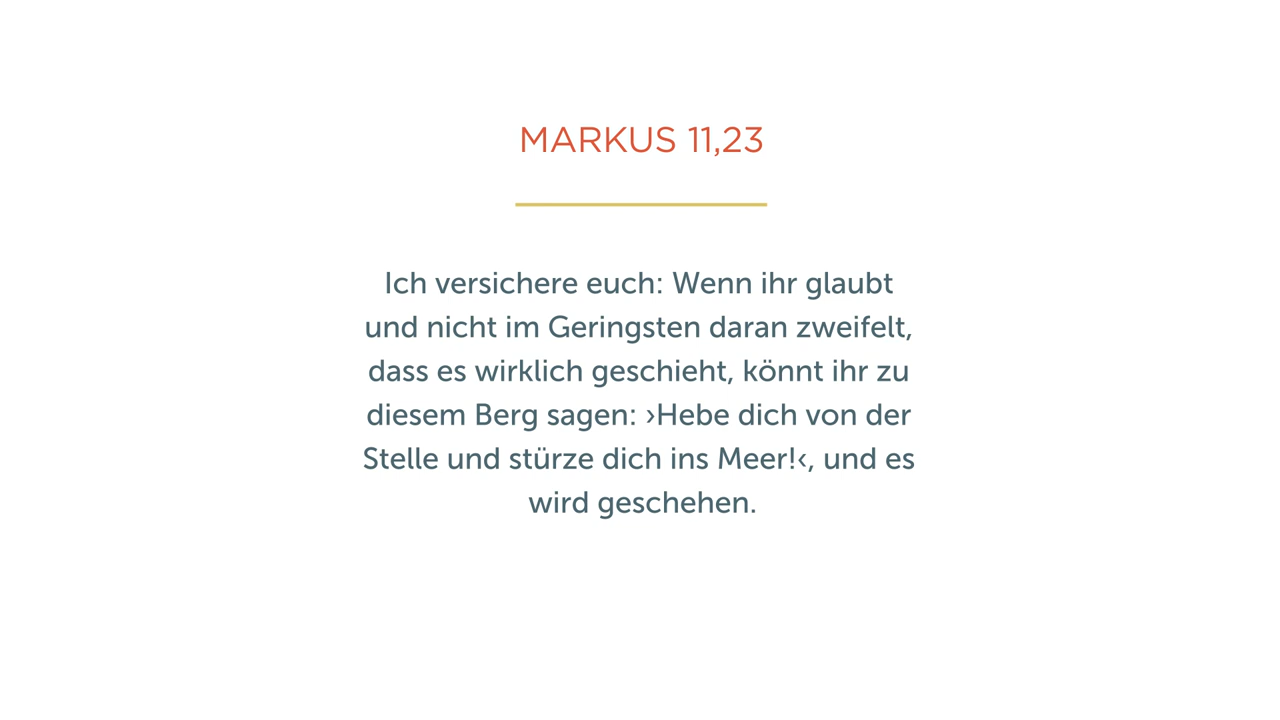 MARKUS 11,23
Ich versichere euch: Wenn ihr glaubt
und nicht im Geringsten daran zweifelt,
dass es wirklich geschieht, könnt ihr zu
diesem Berg sagen: ›Hebe dich von der
Stelle und stürze dich ins Meer!‹, und es
wird geschehen.